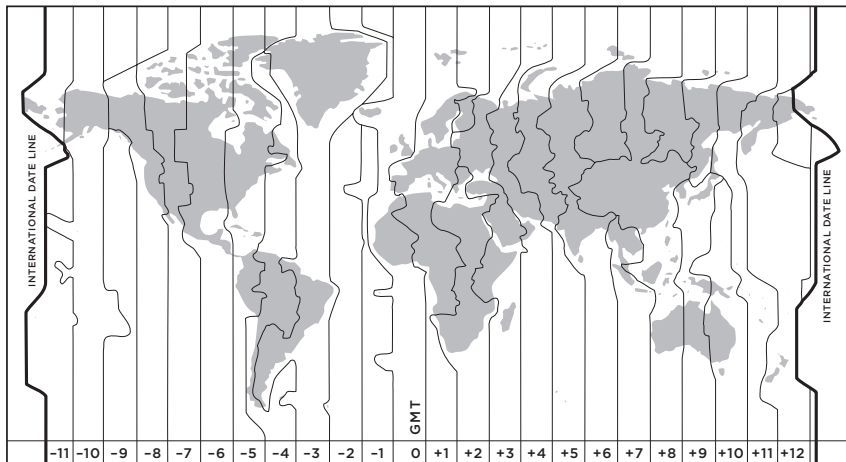 INTERNATIONAL DATE LINE
INTERNATIONAL DATE LINE
GMT
-11 -10 -9 -8 -7 -6 -5 -4 -3 -2 -1 0 +1 +2 +3 +4 +5 +6 +7 +8 +9 +10 +11 +12